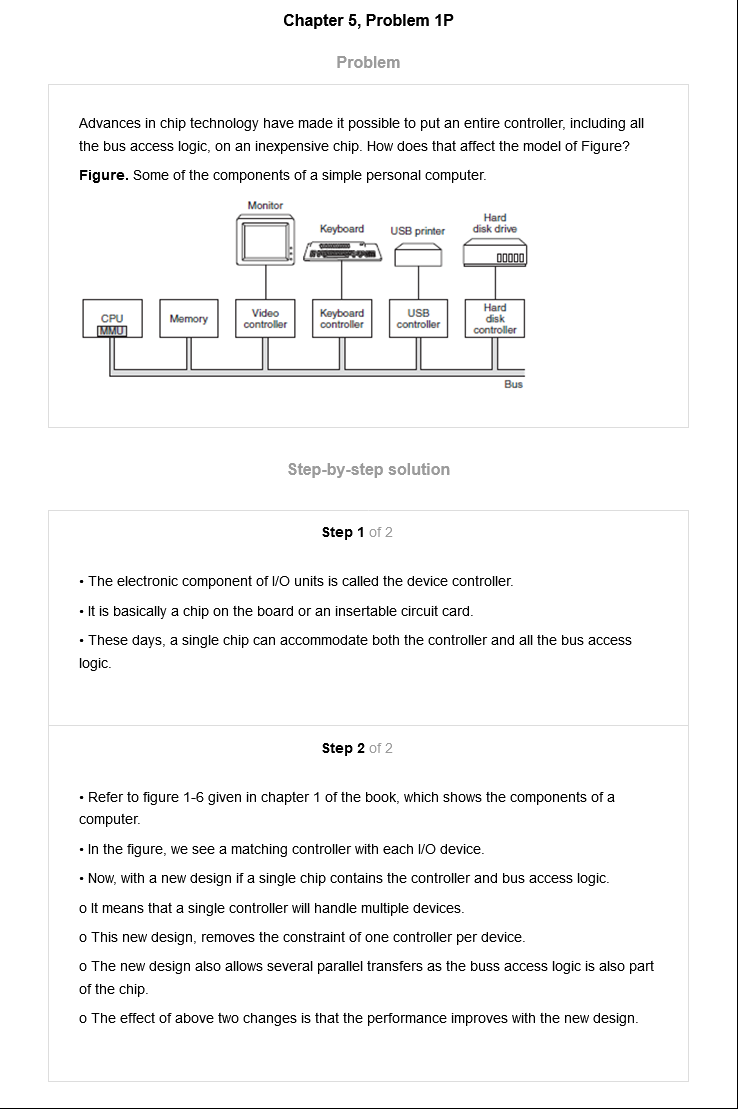 Chapter 5, Problem 1P
Problem
Advances in chip technology have made it possible to put an entire controller, including all
the bus access logic, on an inexpensive chip. How does that affect the model of Figure?
Figure. Some of the components of a simple personal computer.
Monitor
Keyboard
USB printer
Hard
disk drive
CPU
MMU
Memory
Video
controller
Keyboard
controller
USB
controller
Hard
disk
controller
Bus
Step-by-step solution
Step 1 of 2
• The electronic component of I/O units is called the device controller.
• It is basically a chip on the board or an insertable circuit card.
• These days, a single chip can accommodate both the controller and all the bus access
logic.
Step 2 of 2
• Refer to figure 1-6 given in chapter 1 of the book, which shows the components of a
computer.
• In the figure, we see a matching controller with each I/O device.
• Now, with a new design if a single chip contains the controller and bus access logic.
o It means that a single controller will handle multiple devices.
o This new design, removes the constraint of one controller per device.
o The new design also allows several parallel transfers as the buss access logic is also part
of the chip.
o The effect of above two changes is that the performance improves with the new design.